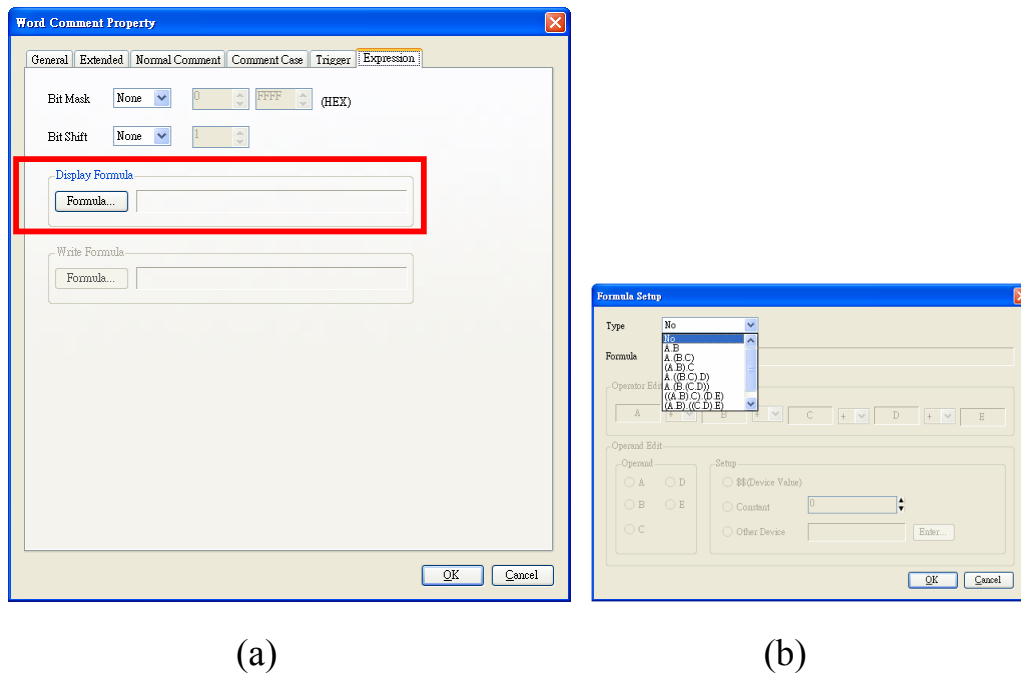 Word Comment Property
General Extended Normal Comment Comment Case Trigger Expression
Bit Mask None 0 FFFF (HEX)
Bit Shift None 1
Display Formula
Formula...
Write Formula
Formula...
OK Cancel
(a)
Formula Setup
Type No
No
A.B
Formula A.(B.C)
(A.B).C
A.((B.C).D)
Operator Edi A.(B.(C.D))
((A.B).C).(D.E)
(A.B).((C.D).E)
A + B + C + D + E
Operand Edit
Operand Setup
A D $$(Device Value)
B E Constant 0
C Other Device Enter...
OK Cancel
(b)